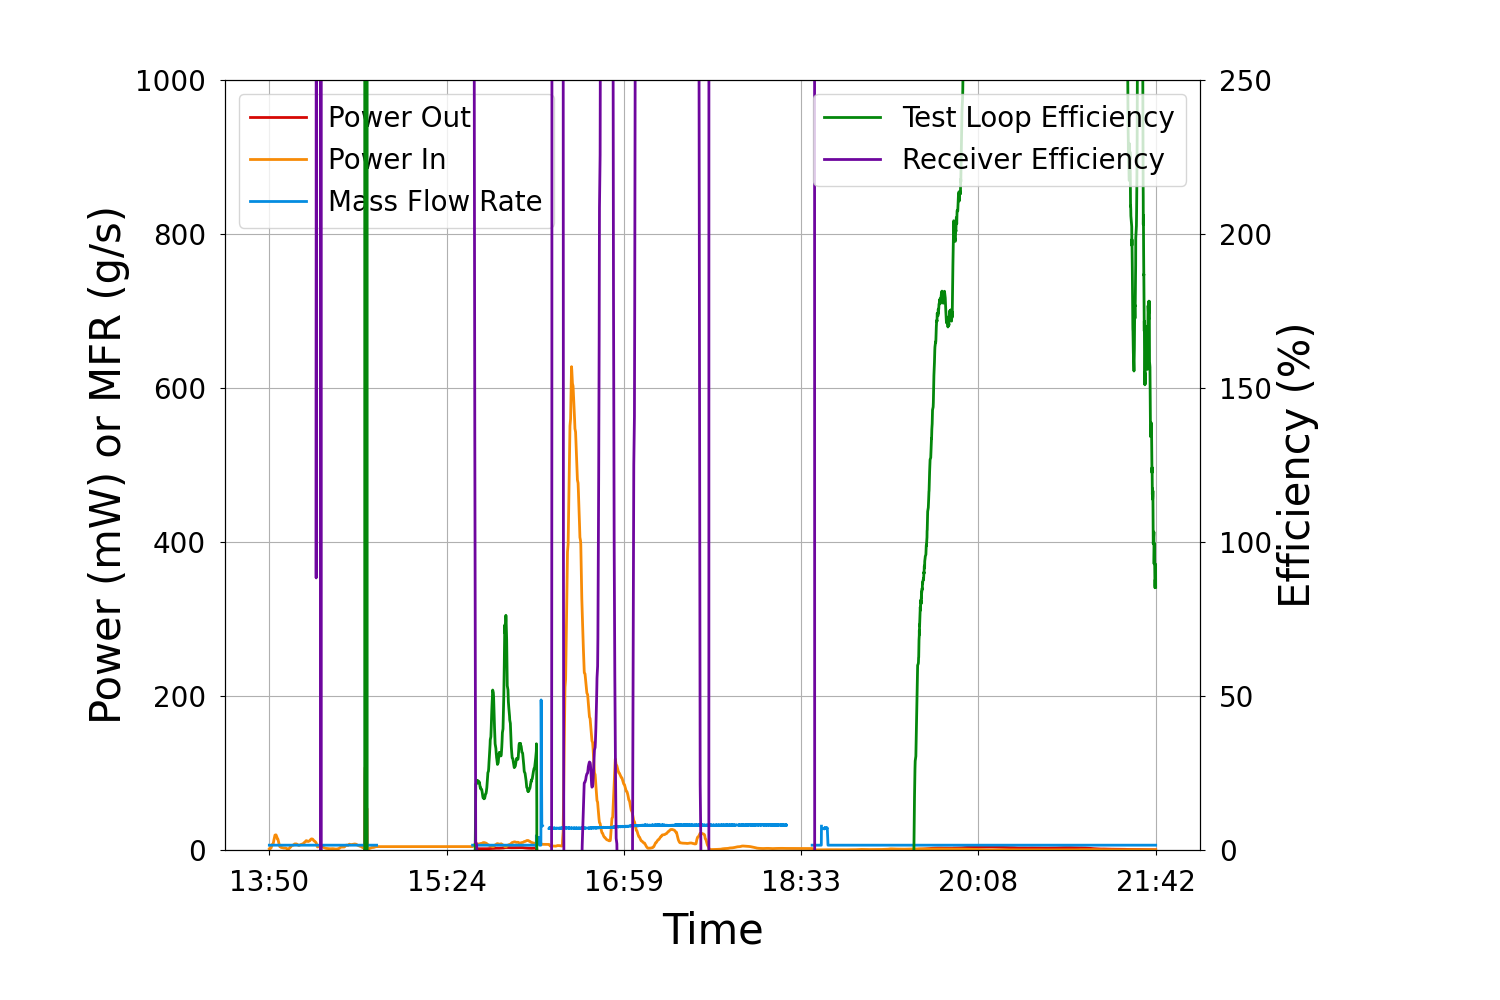 1000
800
600
400
200
0
Power (mW) or MFR (g/s)
Power Out
Power In
Mass Flow Rate
Test Loop Efficiency
Receiver Efficiency
250
200
150
100
50
0
Efficiency (%)
13:50 15:24 16:59 18:33 20:08 21:42
Time